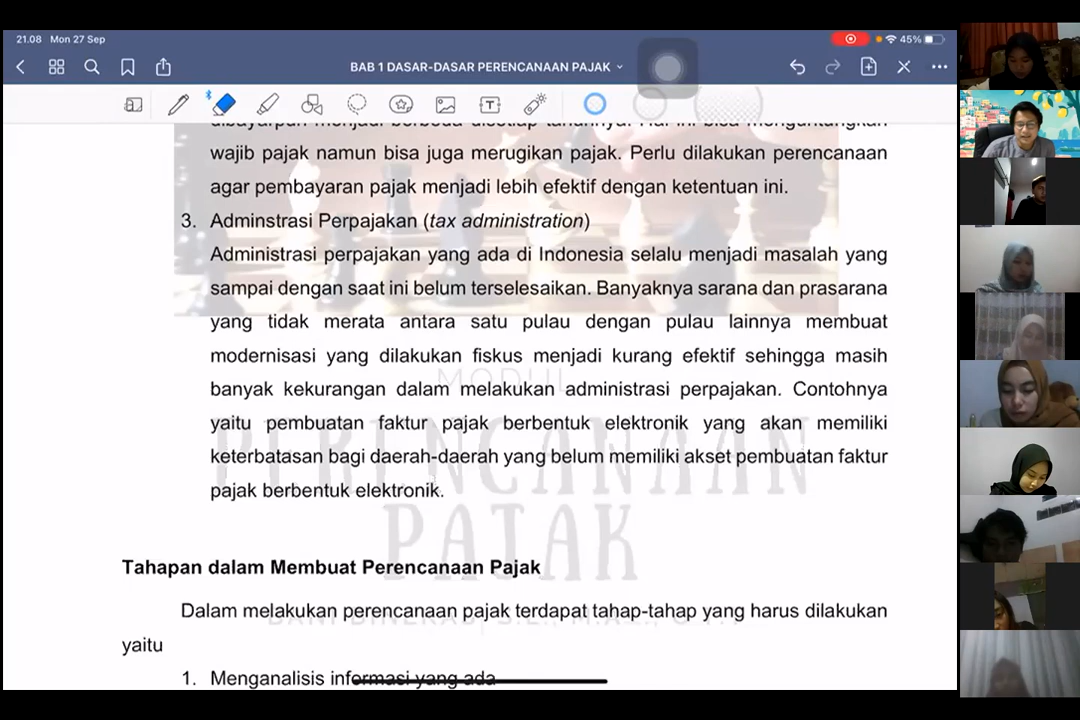 21.08 Mon 27 Sep
45%
BAB 1 DASAR-DASAR PERENCANAAN PAJAK
wajib pajak namun bisa juga merugikan pajak. Perlu dilakukan perencanaan
agar pembayaran pajak menjadi lebih efektif dengan ketentuan ini.
3. Adminstrasi Perpajakan (tax administration)
Administrasi perpajakan yang ada di Indonesia selalu menjadi masalah yang
sampai dengan saat ini belum terselesaikan. Banyaknya sarana dan prasarana
yang tidak merata antara satu pulau dengan pulau lainnya membuat
modernisasi yang dilakukan fiskus menjadi kurang efektif sehingga masih
banyak kekurangan dalam melakukan administrasi perpajakan. Contohnya
yaitu pembuatan faktur pajak berbentuk elektronik yang akan memiliki
keterbatasan bagi daerah-daerah yang belum memiliki akset pembuatan faktur
pajak berbentuk elektronik.
MODUL
PERENCANAAN
PAJAK
Tahapan dalam Membuat Perencanaan Pajak
Dalam melakukan perencanaan pajak terdapat tahap-tahap yang harus dilakukan
yaitu
1. Menganalisis informasi yang ada